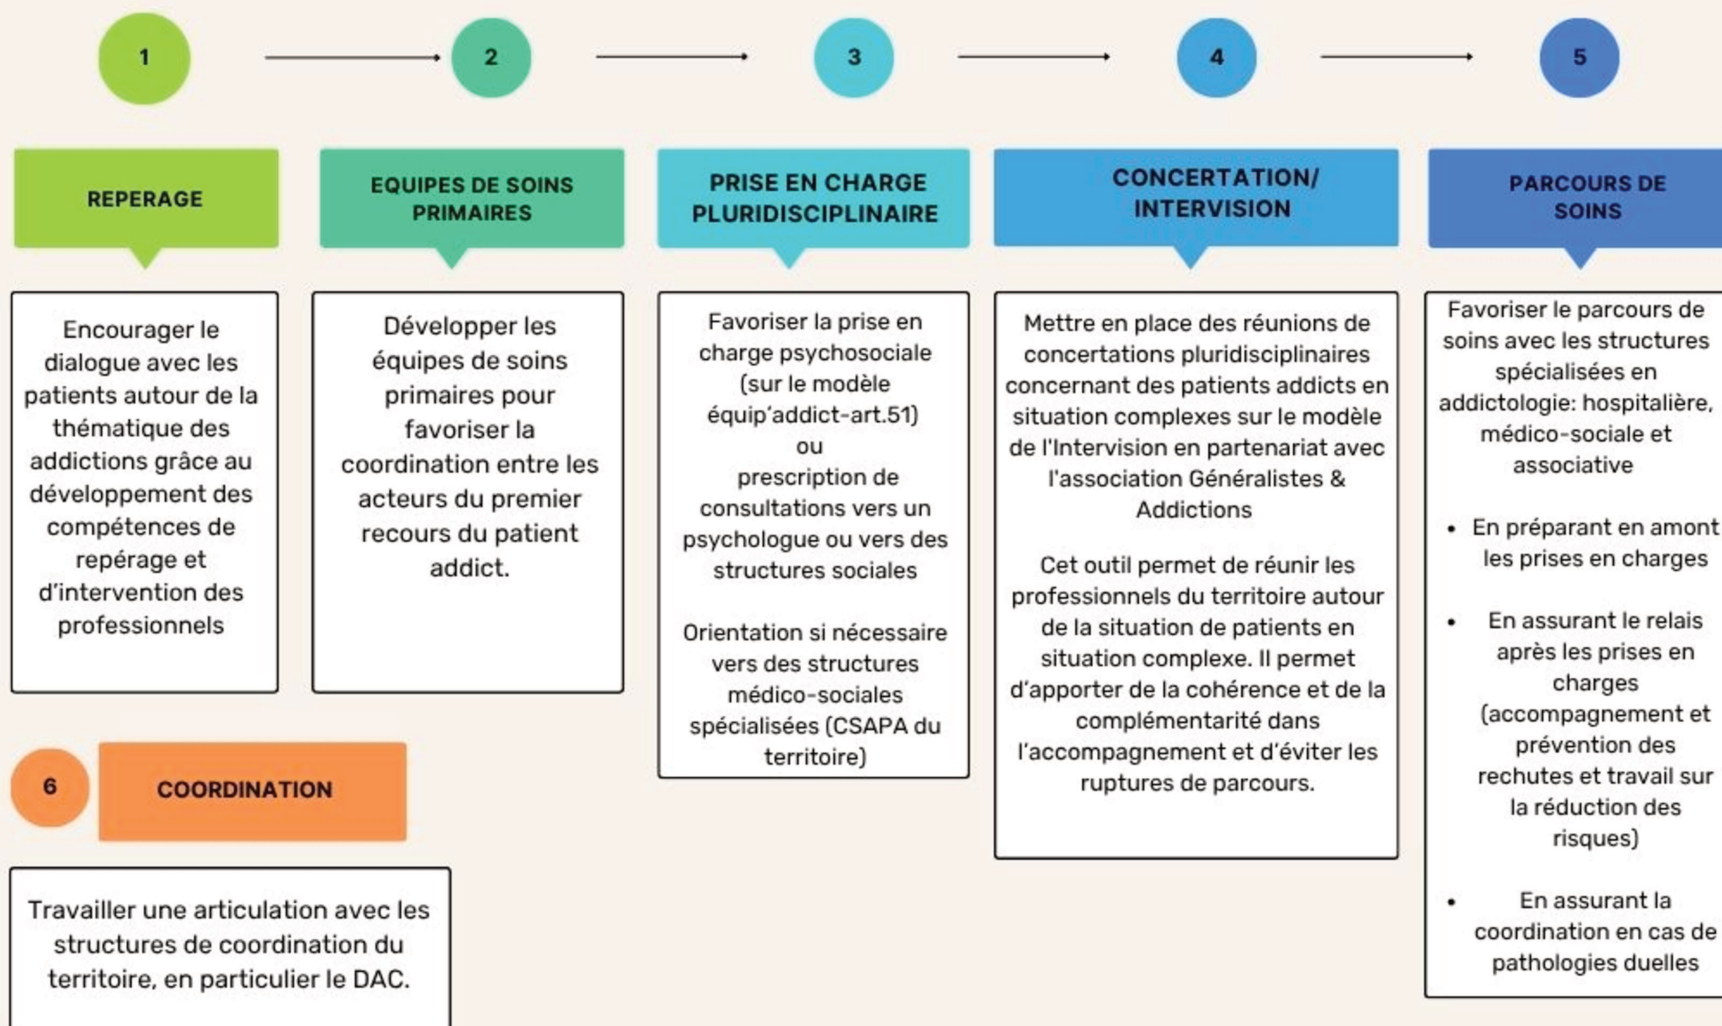 1
2
3
4
5
REPERAGE
Encourager le
dialogue avec les
patients autour de la
thématique des
addictions grâce au
développement des
compétences de
repérage et
d'intervention des
professionnels
EQUIPES DE SOINS
PRIMAIRES
Développer les
équipes de soins
primaires pour
favoriser la
coordination entre les
acteurs du premier
recours du patient
addict.
PRISE EN CHARGE
PLURIDISCIPLINAIRE
Favoriser la prise en
charge psychosociale
(sur le modèle
équip'addict-art.51)
ou
prescription de
consultations vers un
psychologue ou vers des
structures sociales
Orientation si nécessaire
vers des structures
médico-sociales
spécialisées (CSAPA du
territoire)
CONCERTATION/
INTERVISION
Mettre en place des réunions de
concertations pluridisciplinaires
concernant des patients addicts en
situation complexes sur le modèle
de l'Intervision en partenariat avec
l'association Généralistes &
Addictions
Cet outil permet de réunir les
professionnels du territoire autour
de la situation de patients en
situation complexe. Il permet
d'apporter de la cohérence et de la
complémentarité dans
l'accompagnement et d'éviter les
ruptures de parcours.
PARCOURS DE
SOINS
Favoriser le parcours de
soins avec les structures
spécialisées en
addictologie: hospitalière,
médico-sociale et
associative
• En préparant en amont
les prises en charges
• En assurant le relais
après les prises en
charges
(accompagnement et
prévention des
rechutes et travail sur
la réduction des
risques)
• En assurant la
coordination en cas de
pathologies duelles
6
COORDINATION
Travailler une articulation avec les
structures de coordination du
territoire, en particulier le DAC.